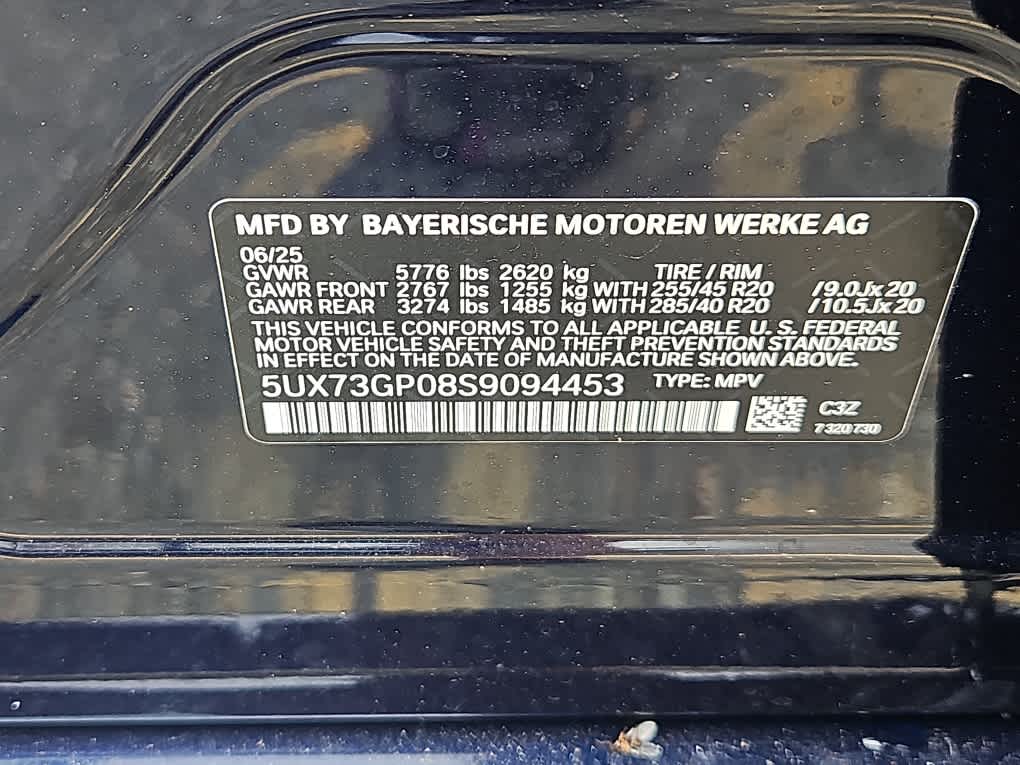 MFD BY BAYERISCHE MOTOREN WERKE AG
06/25
GVWR 5776 lbs 2620 kg TIRE / RIM
GAWR FRONT 2767 lbs 1255 kg WITH 255/45 R20 /9.0Jx20
GAWR REAR 3274 lbs 1485 kg WITH 285/40 R20 /10.5Jx20
THIS VEHICLE CONFORMS TO ALL APPLICABLE U. S. FEDERAL
MOTOR VEHICLE SAFETY AND THEFT PREVENTION STANDARDS
IN EFFECT ON THE DATE OF MANUFACTURE SHOWN ABOVE.
5UX73GP08S9094453 TYPE: MPV
C3Z
7320730